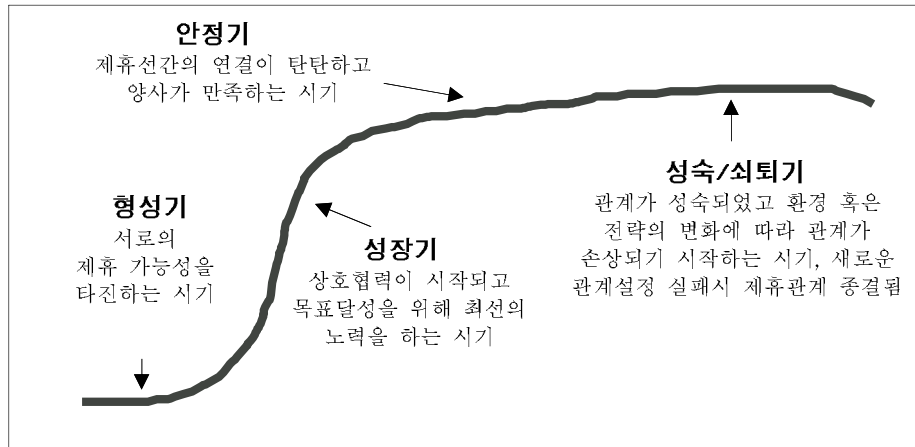 안정기
제휴선간의 연결이 탄탄하고
양사가 만족하는 시기
형성기
서로의
제휴 가능성을
타진하는 시기
성장기
상호협력이 시작되고
목표달성을 위해 최선의
노력을 하는 시기
성숙/쇠퇴기
관계가 성숙되었고 환경 혹은
전략의 변화에 따라 관계가
손상되기 시작하는 시기, 새로운
관계설정 실패시 제휴관계 종결됨